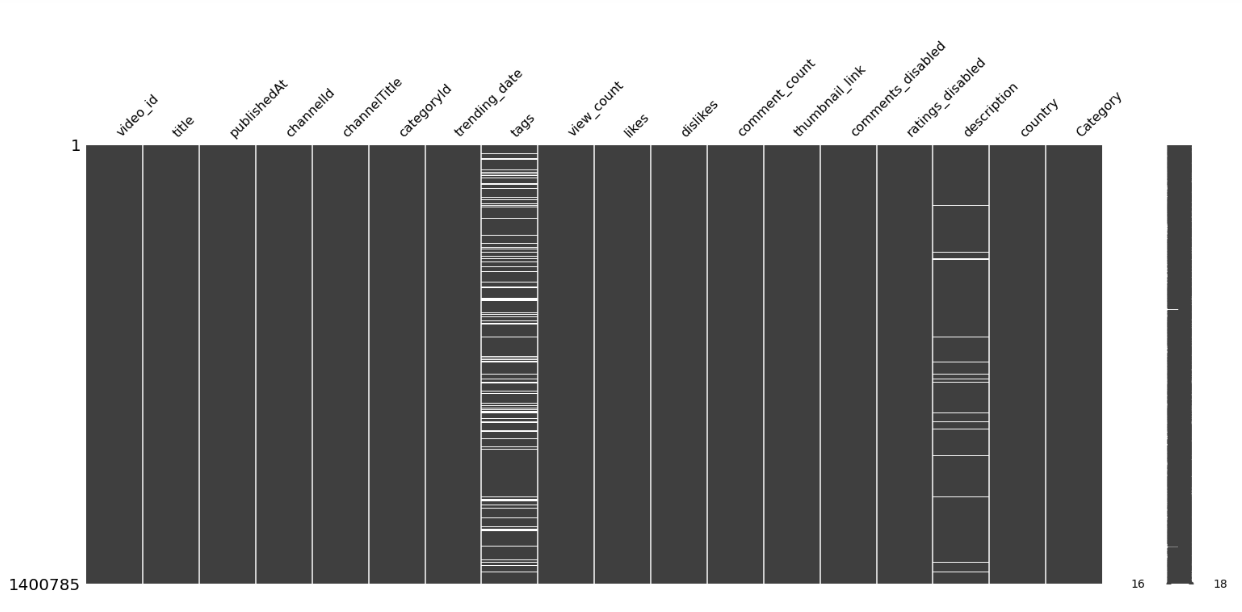 video_id
title
publishedAt
channelId
channelTitle
categoryId
trending_date
tags
view_count
likes
dislikes
comment_count
thumbnail_link
comments_disabled
ratings_disabled
description
country
Category
1
1400785
16
18